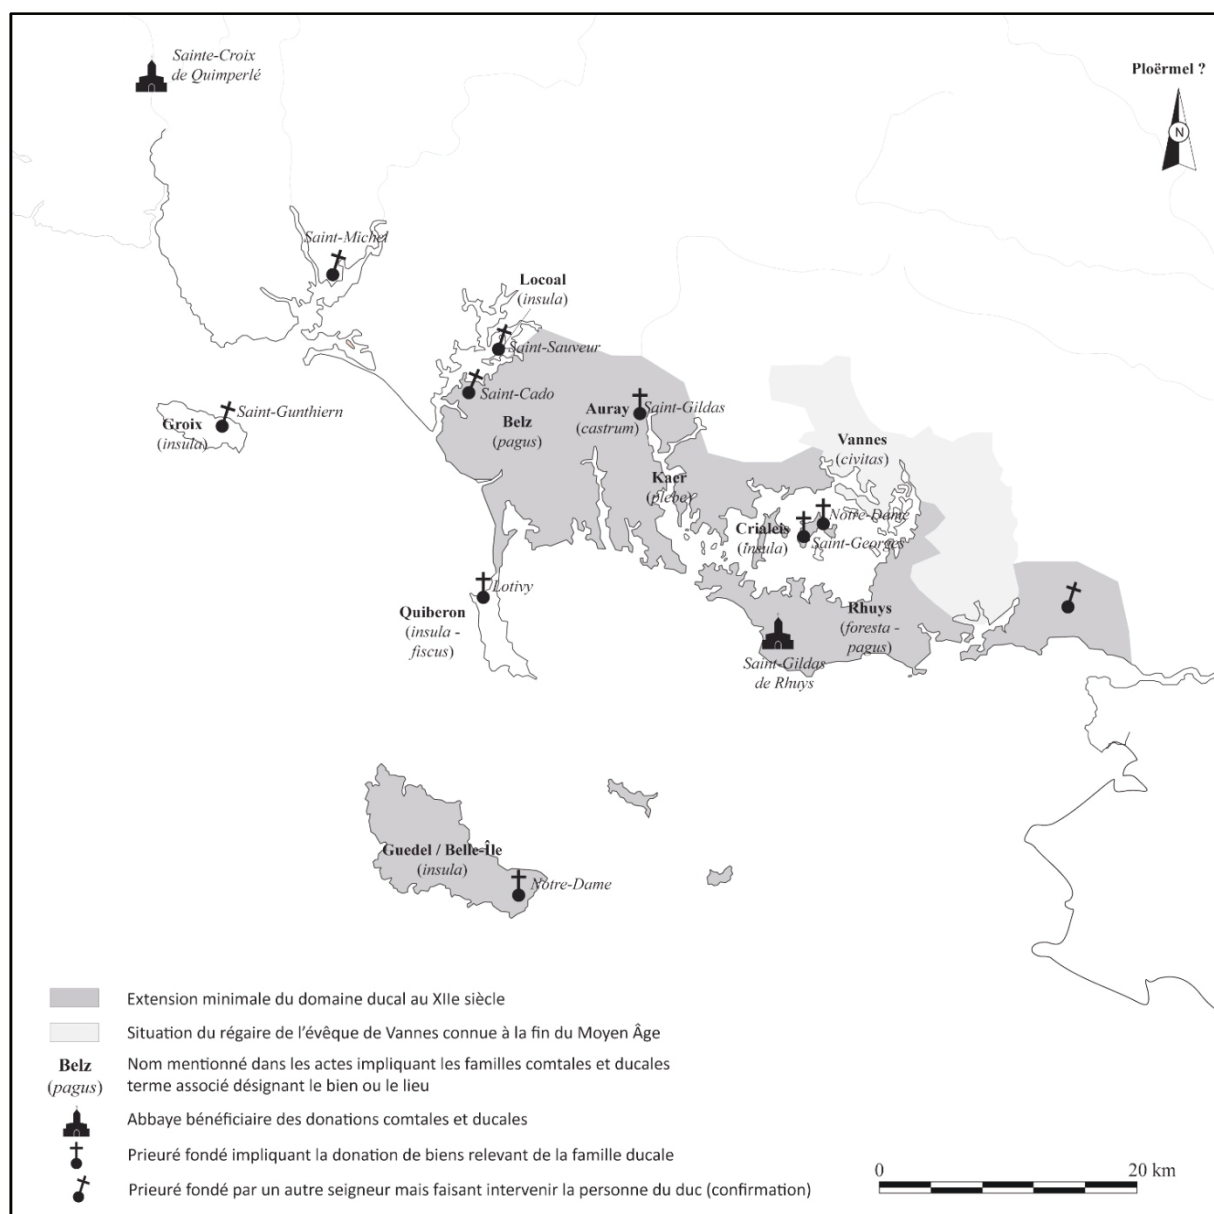 Sainte-Croix
de Quimperlé
Ploërmel ?
N
Saint-Michel
Locoal
(insula)
Saint-Sauveur
Saint-Cado
Saint-Gunthiern
Groix
(insula)
Belz
(pagus)
Auray
(castrum)
Saint-Gildas
Vannes
(civitas)
Kaer
(plebe)
Crialeis
(insula)
Notre-Dame
Saint-Georges
Lotivy
Quiberon
(insula -
fiscus)
Rhuys
(foresta -
pagus)
Saint-Gildas
de Rhuys
Guedel / Belle-Île
(insula)
Notre-Dame
Extension minimale du domaine ducal au XIIe siècle
Situation du régaire de l'évêque de Vannes connue à la fin du Moyen Âge
Belz
(pagus)
Nom mentionné dans les actes impliquant les familles comtales et ducales
terme associé désignant le bien ou le lieu
Abbaye bénéficiaire des donations comtales et ducales
Prieuré fondé impliquant la donation de biens relevant de la famille ducale
Prieuré fondé par un autre seigneur mais faisant intervenir la personne du duc (confirmation)
0 20 km